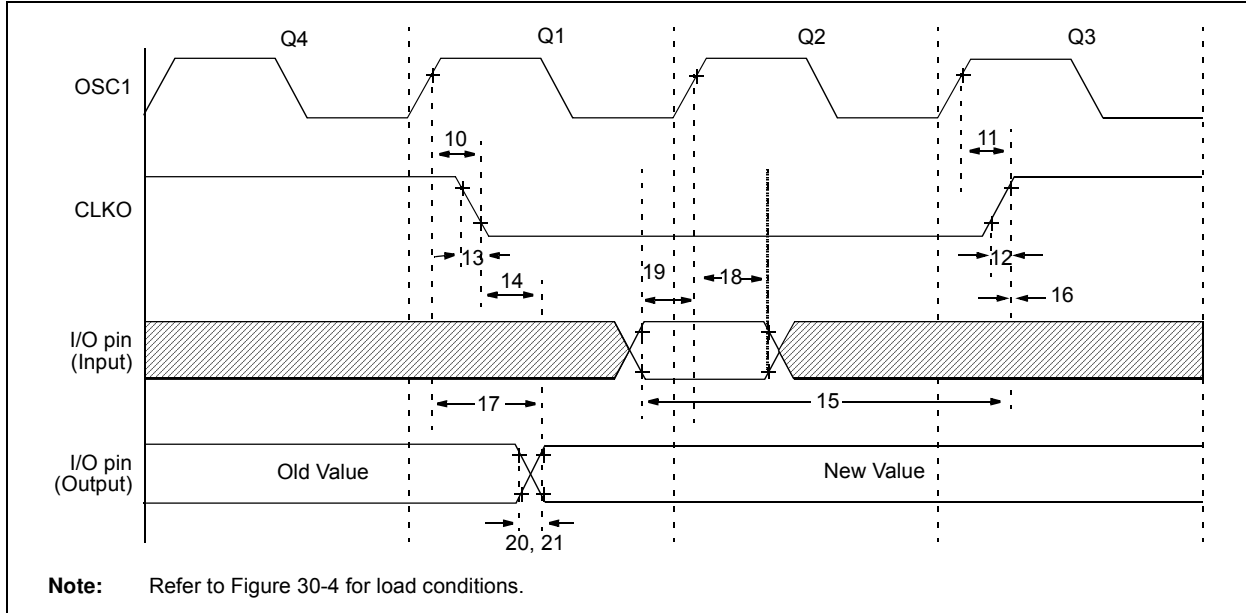 Q4 Q1 Q2 Q3
OSC1
10 11
CLKO
13 14 19 18 12 16
I/O pin
(Input)
17 15
I/O pin
(Output)
Old Value New Value
20, 21
Note: Refer to Figure 30-4 for load conditions.